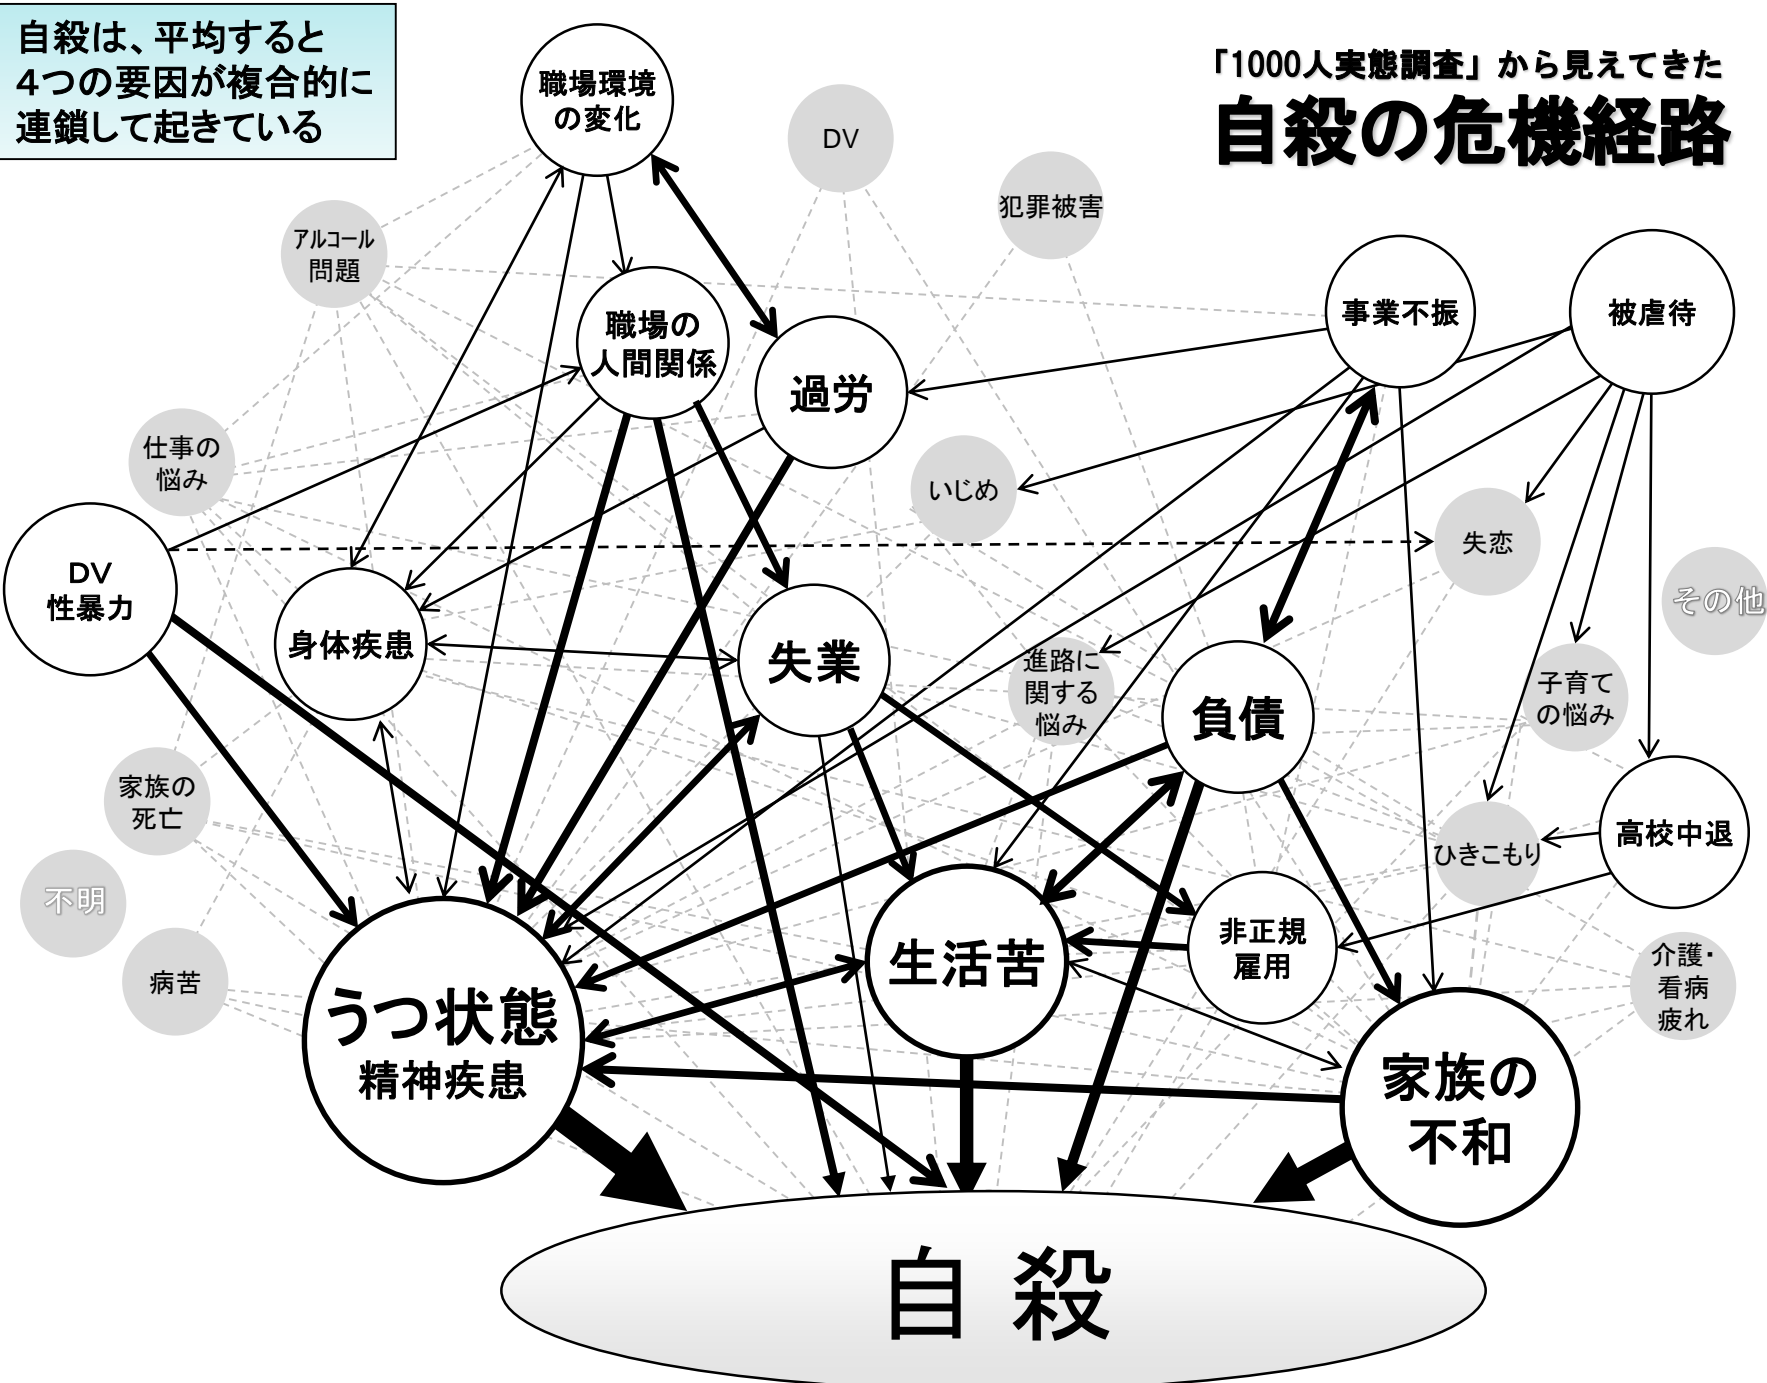 自殺は、平均すると
４つの要因が複合的に
連鎖して起きている
「1000人実態調査」から見えてきた
自殺の危機経路
職場環境
の変化
DV
犯罪被害
アルコール
問題
職場の
人間関係
過労
事業不振
被虐待
仕事の
悩み
いじめ
失恋
DV
性暴力
身体疾患
失業
進路に
関する
悩み
負債
子育て
の悩み
その他
家族の
死亡
ひきこもり
高校中退
不明
病苦
うつ状態
精神疾患
生活苦
非正規
雇用
介護・
看病
疲れ
家族の
不和
自 殺